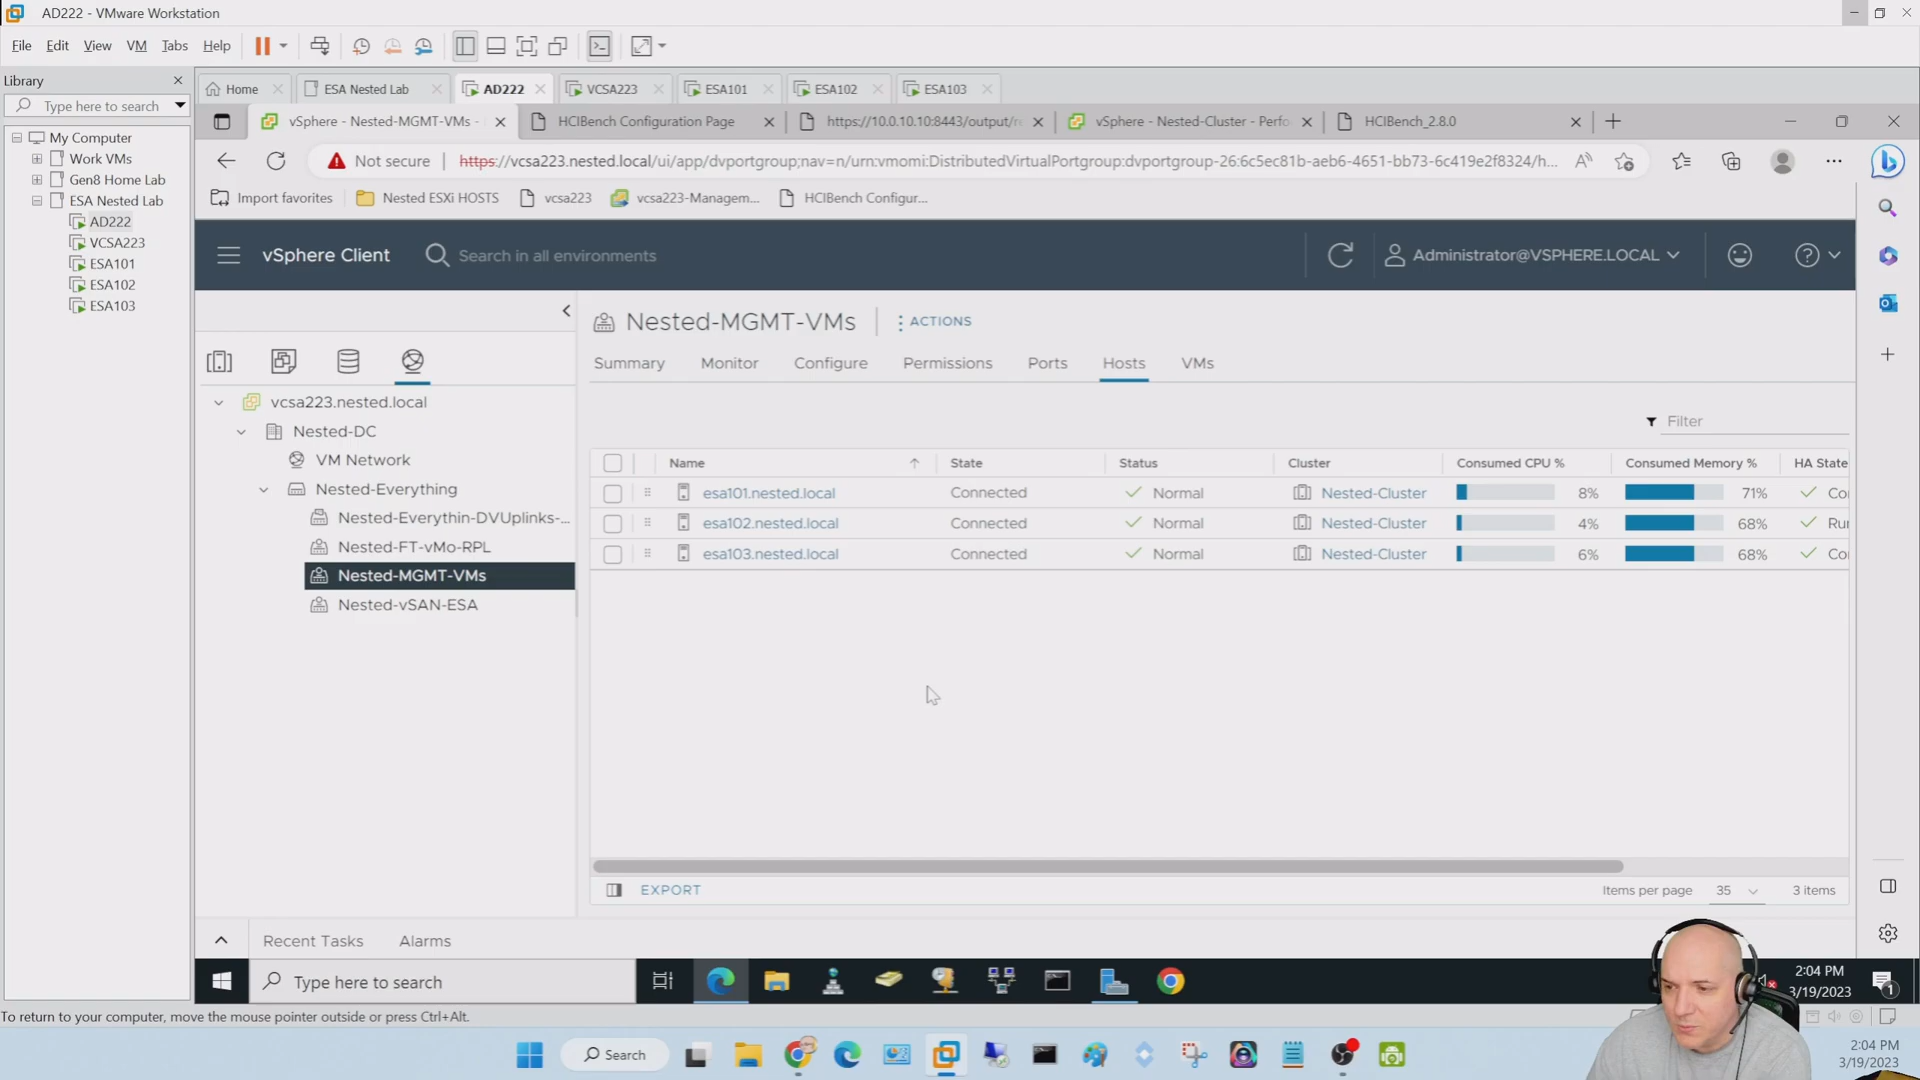 AD222 - VMware Workstation
File Edit View VM Tabs Help
Library
Type here to search
My Computer
Work VMs
Gen8 Home Lab
ESA Nested Lab
AD222
VCSA223
ESA101
ESA102
ESA103
Home ESA Nested Lab AD222 VCSA223 ESA101 ESA102 ESA103
vSphere - Nested-MGMT-VMs - HCIBench Configuration Page https://10.0.10.10:8443/output/r vSphere - Nested-Cluster - Perfo HCIBench_2.8.0
Not secure https://vcsa223.nested.local/ui/app/dvportgroup;nav=n/urn:vmomi:DistributedVirtualPortgroup:dvportgroup-26:6c5ec81b-aeb6-4651-bb73-6c419e2f8324/h...
Import favorites Nested ESXi HOSTS vcsa223 vcsa223-Managem... HCIBench Configur...
vSphere Client Search in all environments Administrator@VSPHERE.LOCAL
vcsa223.nested.local
Nested-DC
VM Network
Nested-Everything
Nested-Everythin-DVUplinks-...
Nested-FT-vMo-RPL
Nested-MGMT-VMs
Nested-vSAN-ESA
Nested-MGMT-VMs ACTIONS
Summary Monitor Configure Permissions Ports Hosts VMs
Filter
Name State Status Cluster Consumed CPU % Consumed Memory % HA State
esa101.nested.local Connected Normal Nested-Cluster 8% 71% Co
esa102.nested.local Connected Normal Nested-Cluster 4% 68% Ru
esa103.nested.local Connected Normal Nested-Cluster 6% 68% Co
EXPORT Items per page 35 3 items
Recent Tasks Alarms
Type here to search
2:04 PM
3/19/2023
1
To return to your computer, move the mouse pointer outside or press Ctrl+Alt.
Search
2:04 PM
3/19/2023